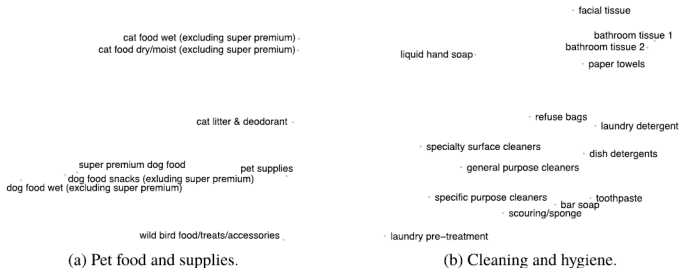 cat food wet (excluding super premium)
cat food dry/moist (excluding super premium)
cat litter & deodorant
super premium dog food
pet supplies
dog food snacks (exluding super premium)
dog food wet (excluding super premium)
wild bird food/treats/accessories
(a) Pet food and supplies.
facial tissue
bathroom tissue 1
bathroom tissue 2
liquid hand soap
paper towels
refuse bags
laundry detergent
specialty surface cleaners
dish detergents
general purpose cleaners
specific purpose cleaners
toothpaste
bar soap
scouring/sponge
laundry pre–treatment
(b) Cleaning and hygiene.